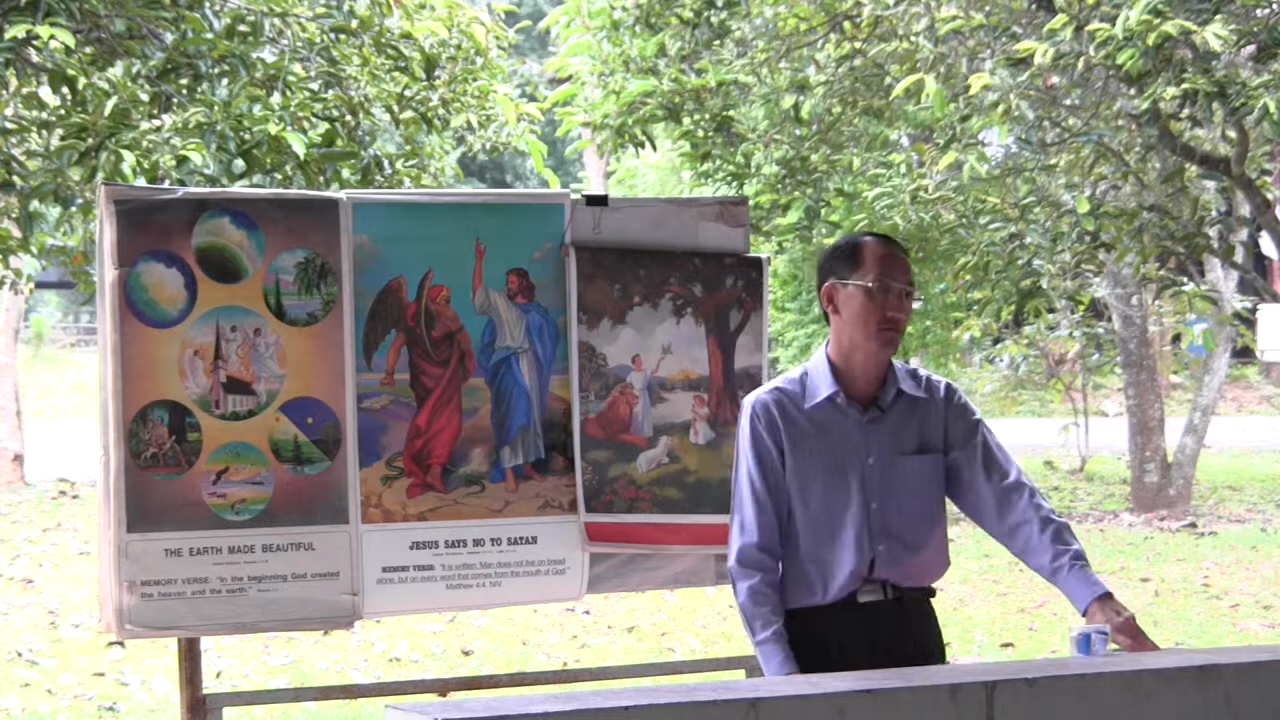 THE EARTH MADE BEAUTIFUL
MEMORY VERSE: "In the beginning God created
the heaven and the earth."
JESUS SAYS NO TO SATAN
MEMORY VERSE: "It is written: 'Man does not live on bread
alone, but on every word that comes from the mouth of God.'"
Matthew 4:4, NIV